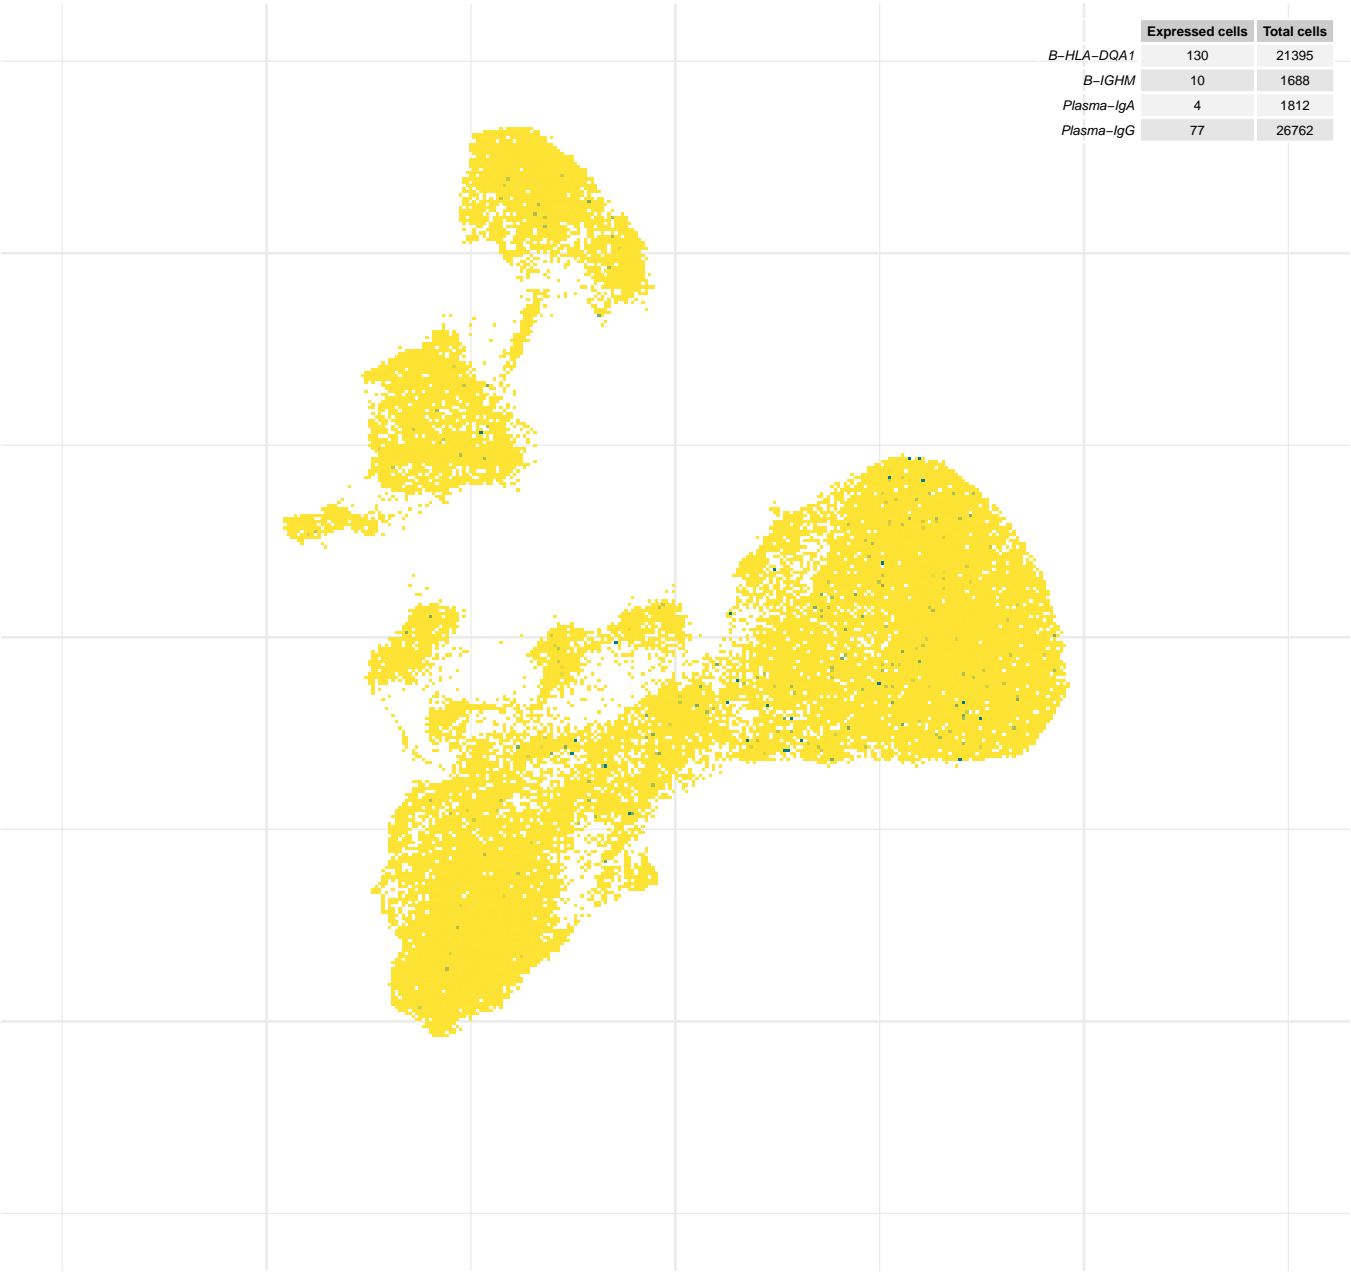 Expressed cells Total cells
B−HLA−DQA1 130 21395
B−IGHM 10 1688
Plasma−IgA 4 1812
Plasma−IgG 77 26762